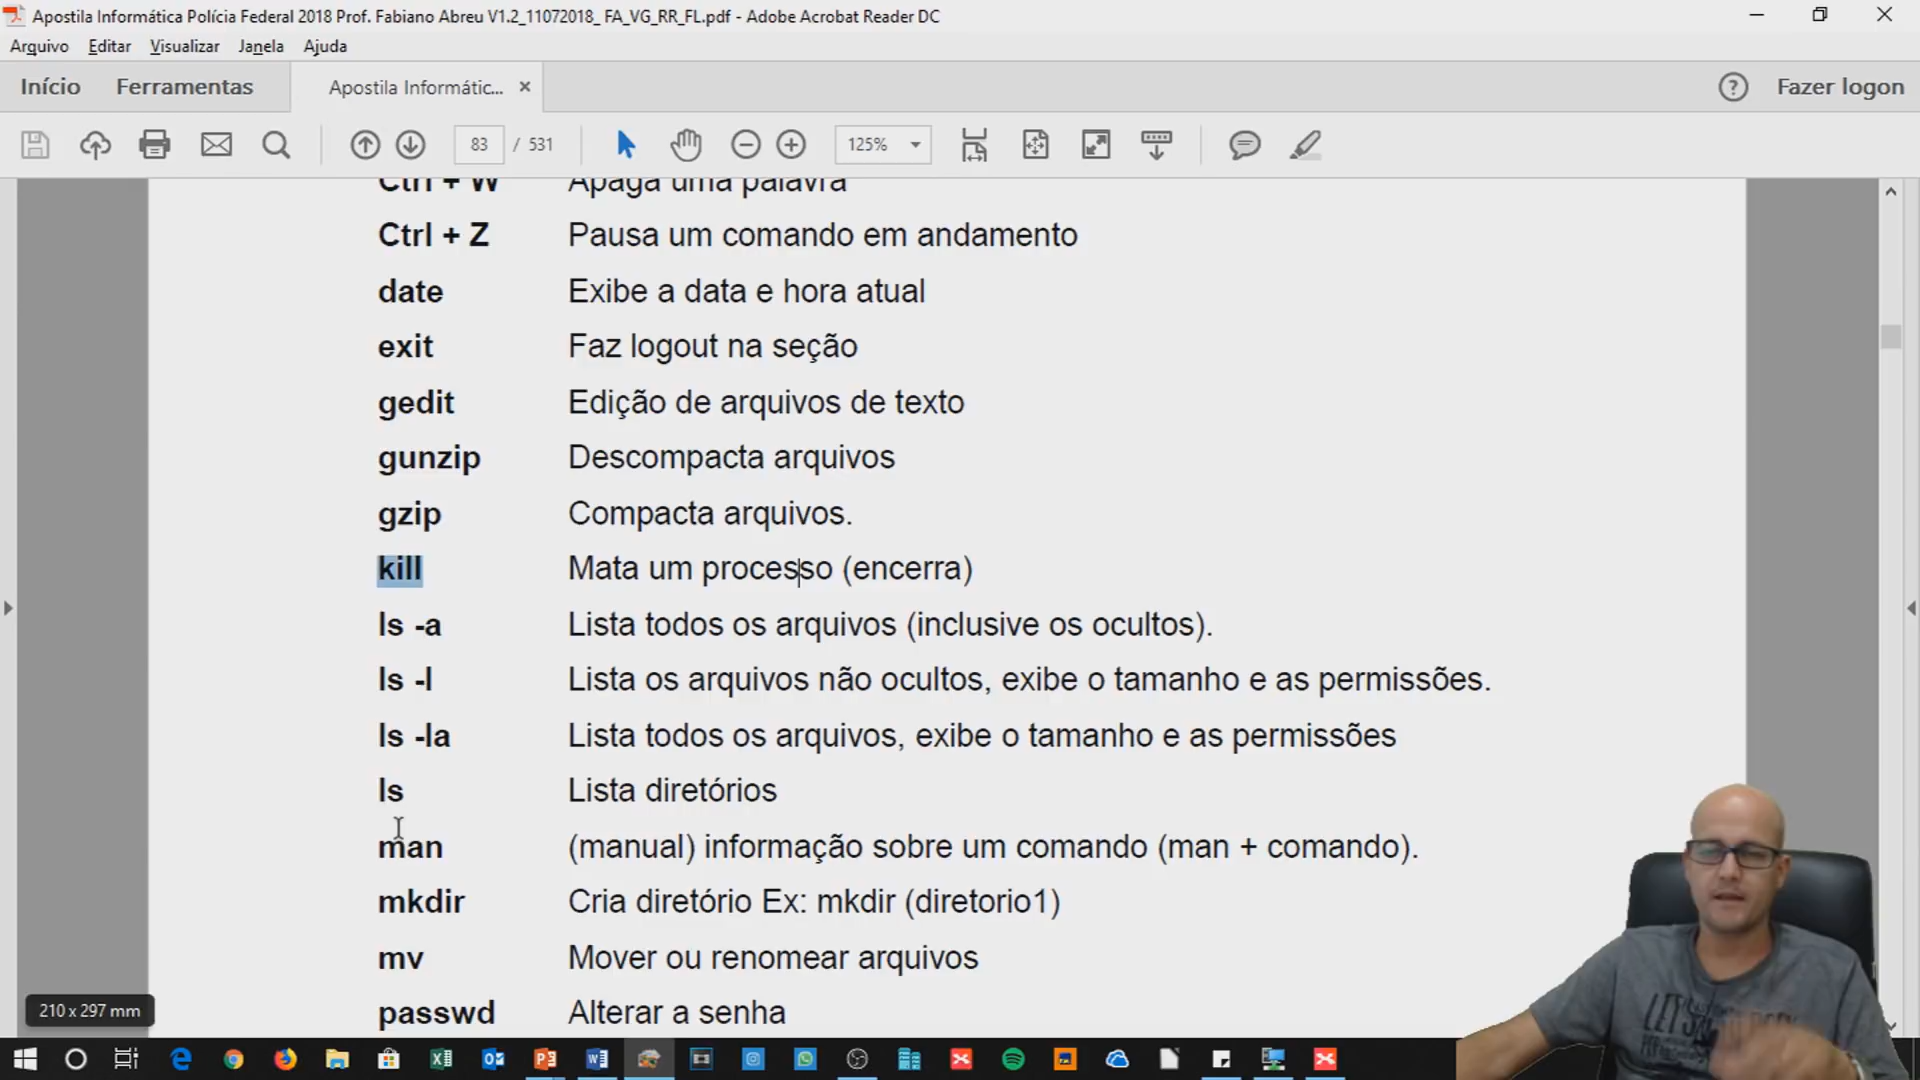 Apostila Informática Polícia Federal 2018 Prof. Fabiano Abreu V1.2_11072018_ FA_VG_RR_FL.pdf - Adobe Acrobat Reader DC
Arquivo Editar Visualizar Janela Ajuda
Início Ferramentas Apostila Informátic... × Fazer logon
83 / 531 125%
Ctrl + W Apaga uma palavra
Ctrl + Z Pausa um comando em andamento
date Exibe a data e hora atual
exit Faz logout na seção
gedit Edição de arquivos de texto
gunzip Descompacta arquivos
gzip Compacta arquivos.
kill Mata um processo (encerra)
ls -a Lista todos os arquivos (inclusive os ocultos).
ls -l Lista os arquivos não ocultos, exibe o tamanho e as permissões.
ls -la Lista todos os arquivos, exibe o tamanho e as permissões
ls Lista diretórios
man (manual) informação sobre um comando (man + comando).
mkdir Cria diretório Ex: mkdir (diretorio1)
mv Mover ou renomear arquivos
passwd Alterar a senha
210 x 297 mm